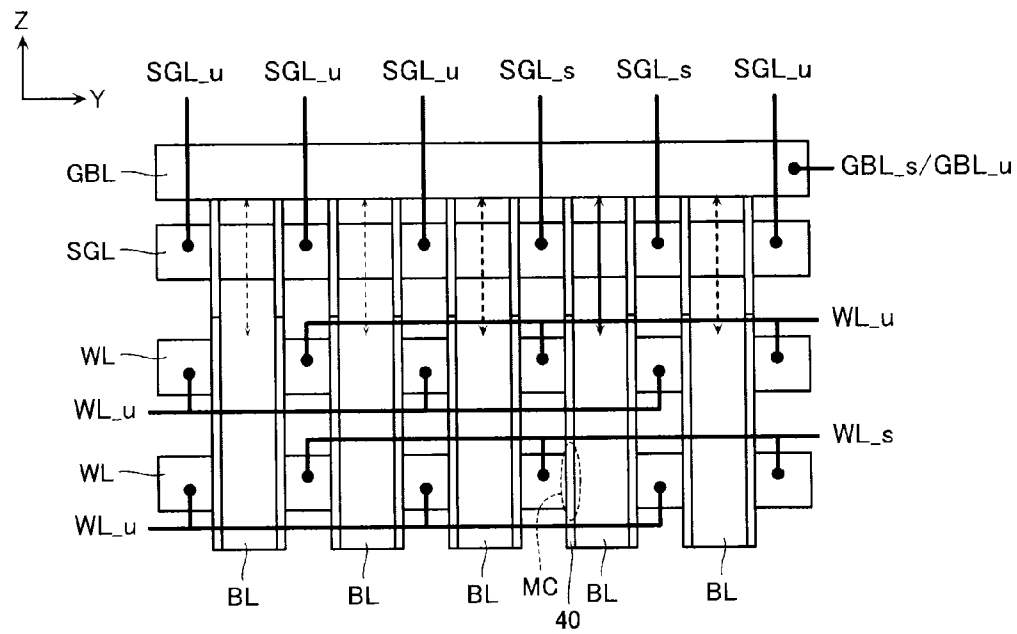 Z
Y
SGL_u SGL_u SGL_u SGL_s SGL_s SGL_u
GBL
GBL_s/GBL_u
SGL
WL_u
WL
WL_u
WL_s
WL
WL_u
BL BL BL MC BL BL
40